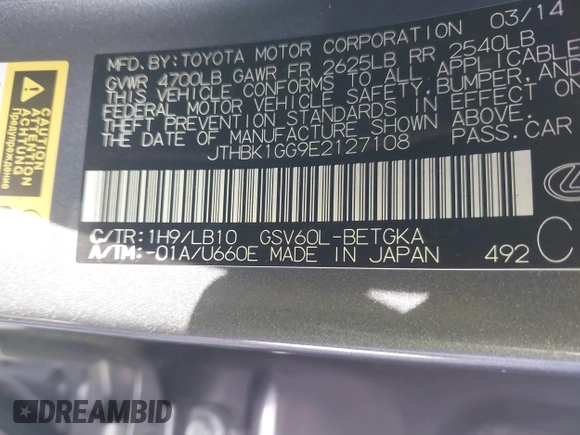 MFD.BY:TOYOTA MOTOR CORPORATION 03/14
GVWR 4700LB GAWR FR 2625LB RR 2540LB
THIS VEHICLE CONFORMS TO ALL APPLICABLE
FEDERAL MOTOR VEHICLE SAFETY,BUMPER,AND
THEFT PREVENTION STANDARDS IN EFFECT ON
THE DATE OF MANUFACTURE SHOWN ABOVE.
JTHBK1GG9E2127108 PASS.CAR
C/TR:1H9/LB10 GSV60L-BETGKA
A/TM:-01A/U660E MADE IN JAPAN 492 C
CAUTION
ATTENTION
ACHTUNG
Предупреждение
DREAMBID